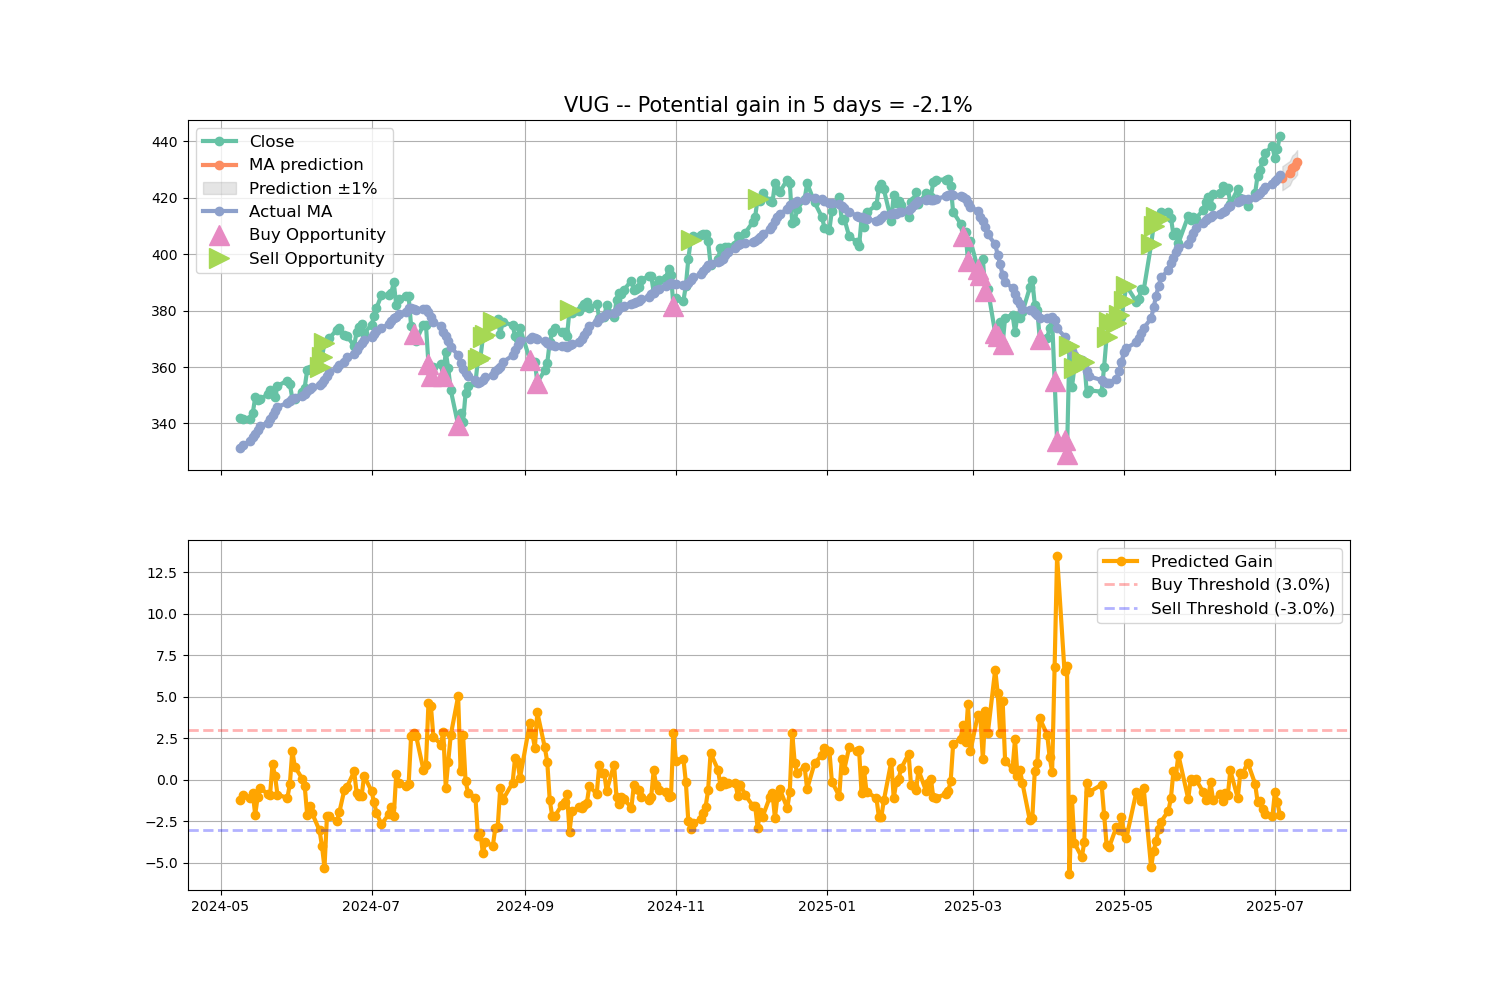 VUG -- Potential gain in 5 days = -2.1%
440
420
400
380
360
340
Close
MA prediction
Prediction ±1%
Actual MA
Buy Opportunity
Sell Opportunity
12.5
10.0
7.5
5.0
2.5
0.0
−2.5
−5.0
Predicted Gain
Buy Threshold (3.0%)
Sell Threshold (-3.0%)
2024-05
2024-07
2024-09
2024-11
2025-01
2025-03
2025-05
2025-07